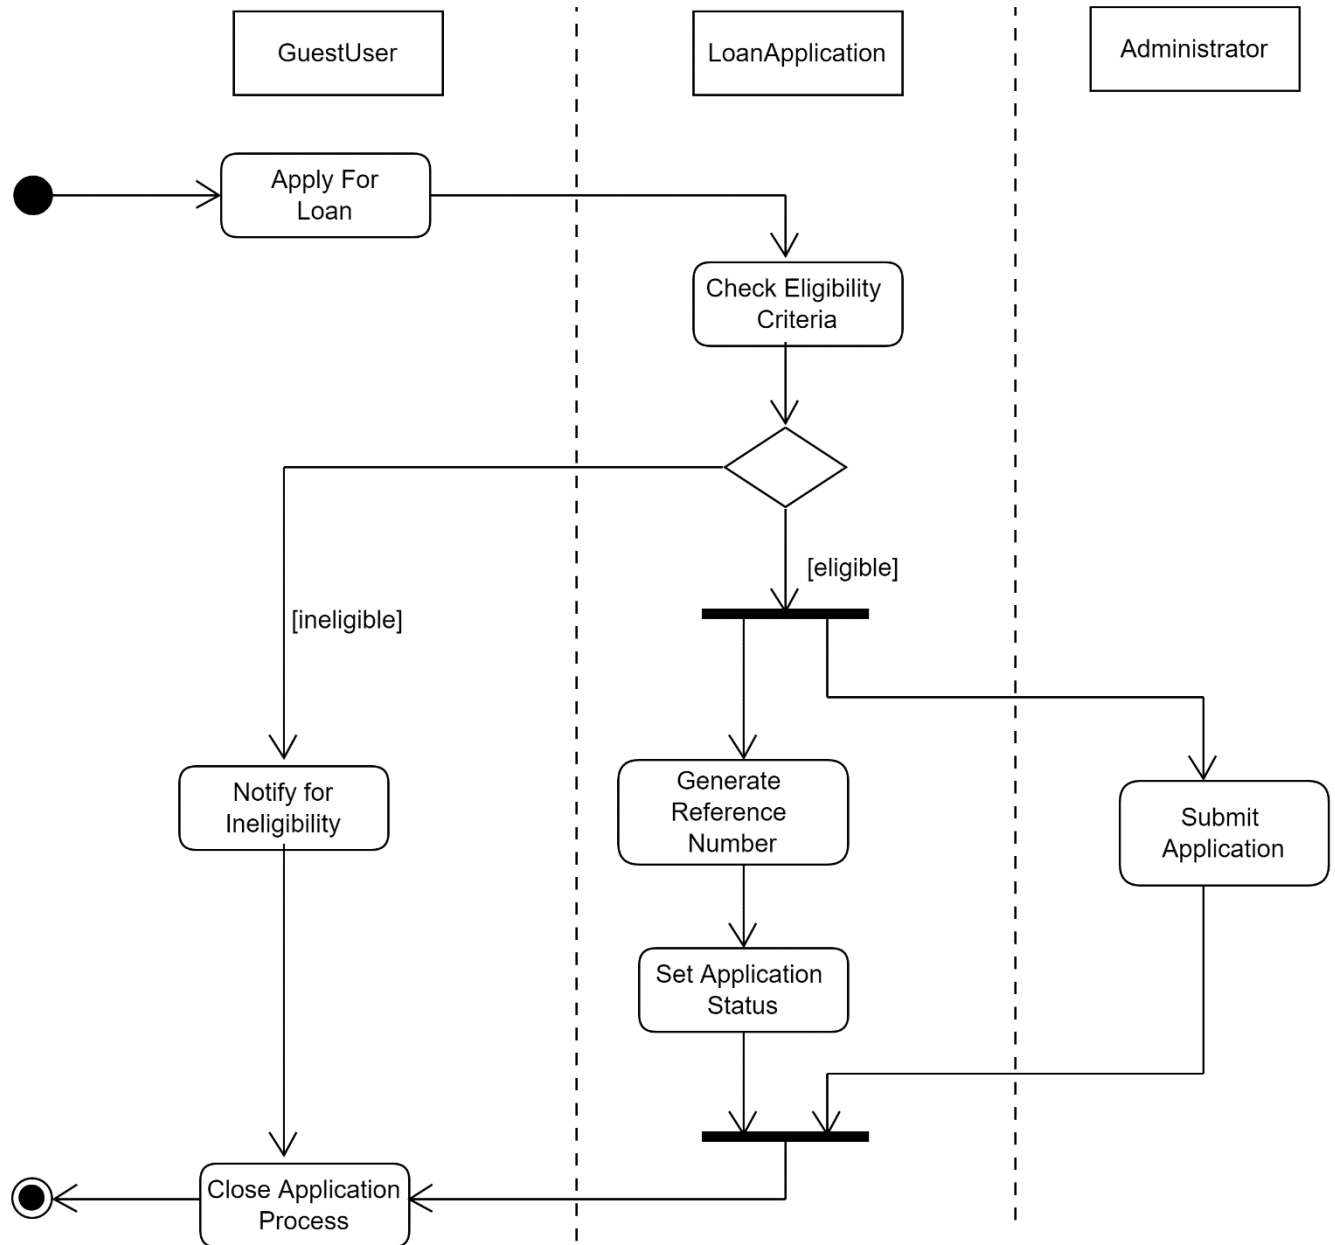 GuestUser
LoanApplication
Administrator
Apply For
Loan
Check Eligibility
Criteria
[eligible]
[ineligible]
Notify for
Ineligibility
Generate
Reference
Number
Submit
Application
Set Application
Status
Close Application
Process